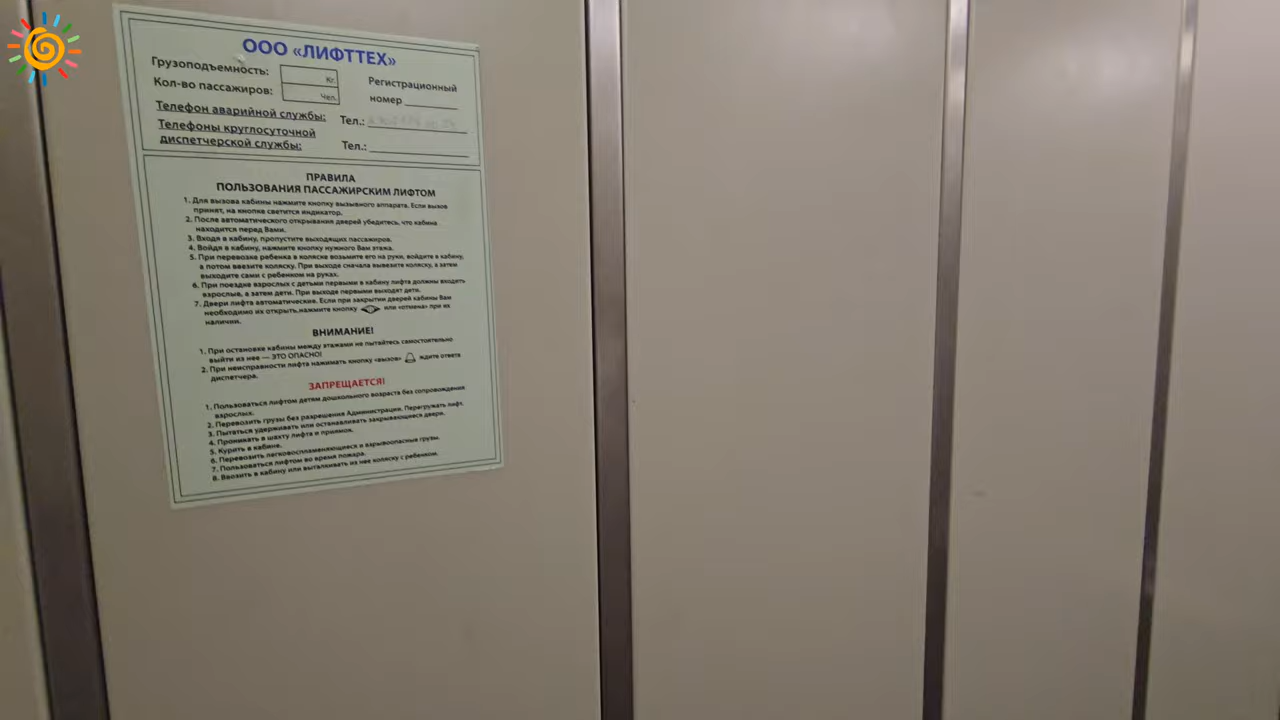 ООО «ЛИФТТЕХ»
Грузоподъемность:
Кг.
Кол-во пассажиров:
Чел.
Регистрационный
номер
Телефон аварийной службы:
Тел.:
Телефоны круглосуточной
диспетчерской службы:
Тел.:
ПРАВИЛА
ПОЛЬЗОВАНИЯ ПАССАЖИРСКИМ ЛИФТОМ
1. Для вызова кабины нажмите кнопку вызывного аппарата. Если вызов
принят, на кнопке светится индикатор.
2. После автоматического открывания дверей убедитесь, что кабина
находится перед Вами.
3. Входя в кабину, пропустите выходящих пассажиров.
4. Войдя в кабину, нажмите кнопку нужного Вам этажа.
5. При перевозке ребенка в коляске возьмите его на руки, войдите в кабину,
а потом ввезите коляску. При выходе сначала вывезите коляску, а затем
выходите сами с ребенком на руках.
6. При поездке взрослых с детьми первыми в кабину лифта должны входить
взрослые, а затем дети. При выходе первыми выходят дети.
7. Двери лифта автоматические. Если при закрытии дверей кабины Вам
необходимо их открыть,нажмите кнопку или «отмена» при их
наличии.
ВНИМАНИЕ!
1. При остановке кабины между этажами не пытайтесь самостоятельно
выйти из нее — ЭТО ОПАСНО!
2. При неисправности лифта нажимать кнопку «вызов» ждите ответа
диспетчера.
ЗАПРЕЩАЕТСЯ!
1. Пользоваться лифтом детям дошкольного возраста без сопровождения
взрослых.
2. Перевозить грузы без разрешения Администрации. Перегружать лифт.
3. Пытаться удерживать или останавливать закрывающиеся двери.
4. Проникать в шахту лифта и приямок.
5. Курить в кабине.
6. Перевозить легковоспламеняющиеся и взрывоопасные грузы.
7. Пользоваться лифтом во время пожара.
8. Ввозить в кабину или выталкивать из нее коляску с ребенком.